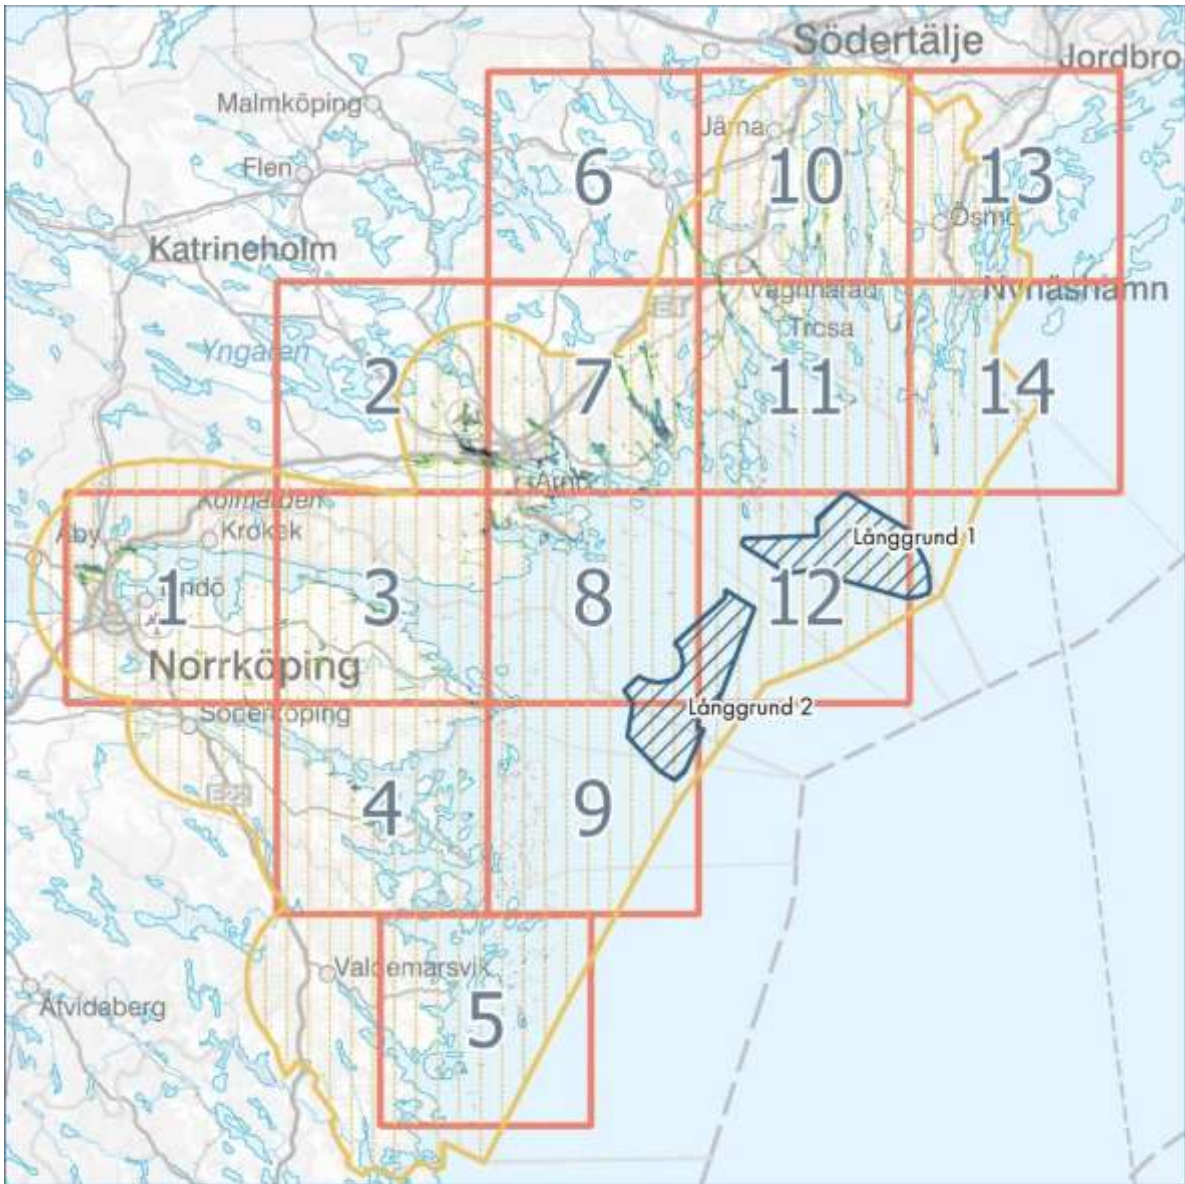 Södertälje
Jordbro
Malmköping
Järna
Flen
6
10
13
Ösmo
Katrineholm
Vagnhärad
Nynäshamn
Trosa
Yngaren
2
7
11
14
Kolmården
Åby
Krokek
Långgrund 1
1
3
8
12
Norrköping
Söderköping
Långgrund 2
E22
4
9
Valdemarsvik
Åtvidaberg
5